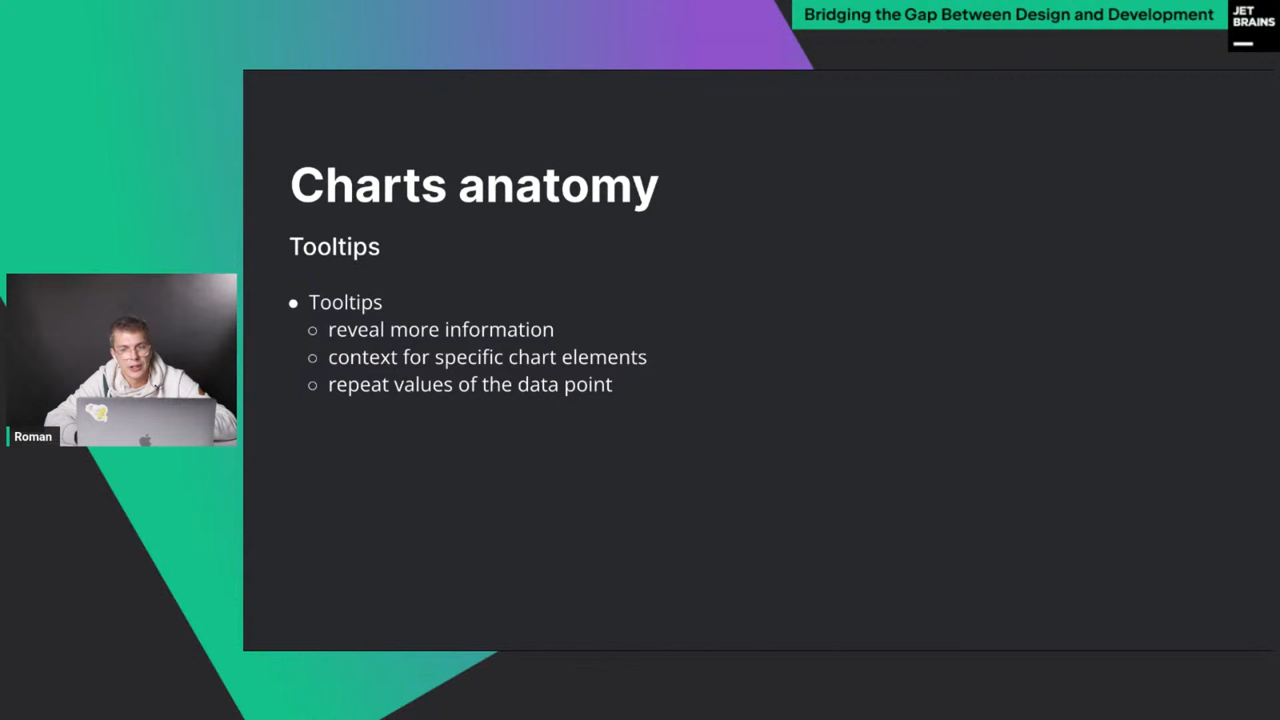 Bridging the Gap Between Design and Development
JET
BRAINS
Charts anatomy
Tooltips
● Tooltips
○ reveal more information
○ context for specific chart elements
○ repeat values of the data point
Roman